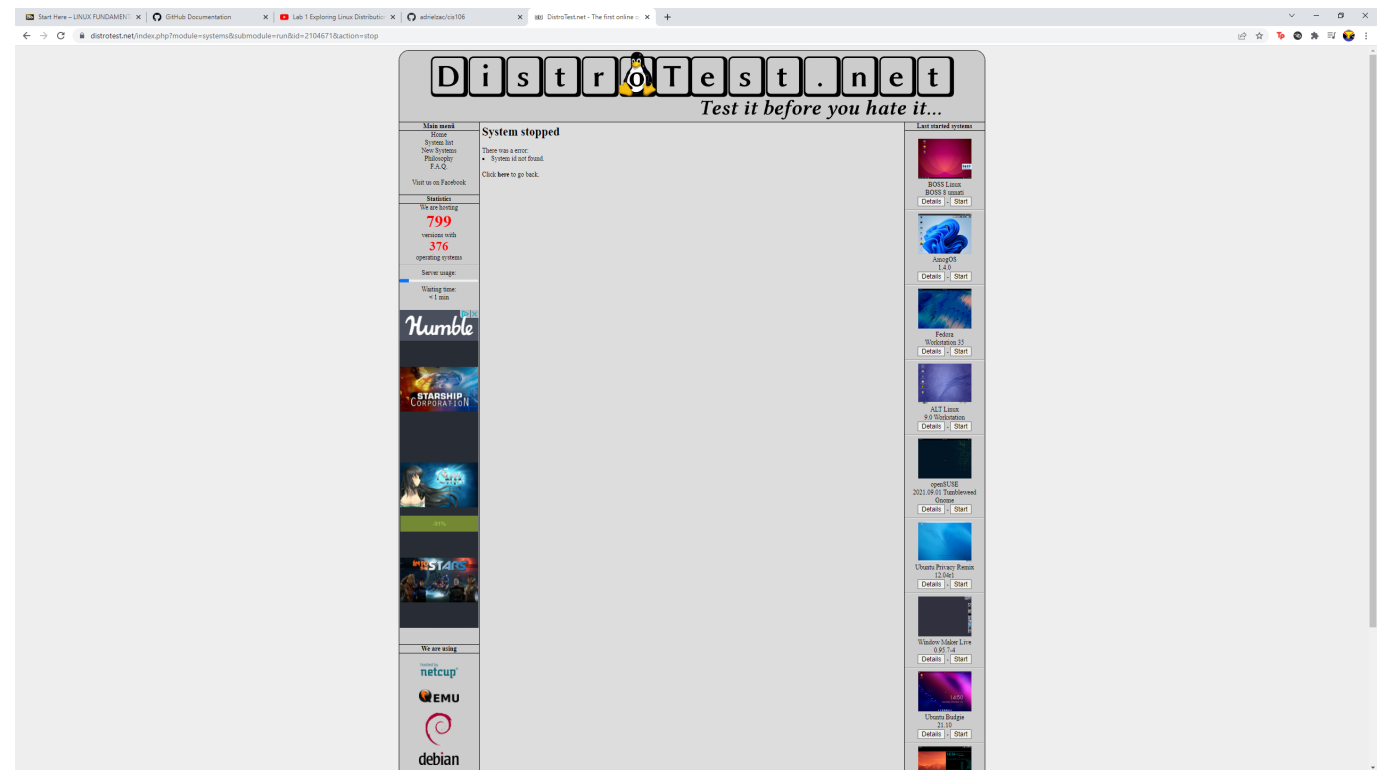 Start Here – LINUX FUNDAMENT
GitHub Documentation
Lab 1 Exploring Linux Distributio
adrielzac/cis106
DistroTest.net - The first online o
distrotest.net/index.php?module=systems&submodule=run&id=2104671&action=stop
DistroTest.net
Test it before you hate it...
Main menü
Home
System list
New Systems
Philosophy
F.A.Q.
Visit us on Facebook
Statistics
We are hosting
799
versions with
376
operating systems
Server usage:
Waiting time:
< 1 min
Humble
STARSHIP
CORPORATION
INTO
STARS
We are using
hosted by
netcup
QEMU
debian
System stopped
There was a error:
• System id not found.
Click here to go back.
Last started systems
BOSS Linux
BOSS 8 unnati
Details - Start
AmogOS
1.4.0
Details - Start
Fedora
Workstation 35
Details - Start
ALT Linux
9.0 Workstation
Details - Start
openSUSE
2021.09.01 Tumbleweed
Gnome
Details - Start
Ubuntu Privacy Remix
12.04r1
Details - Start
Window Maker Live
0.95.7-4
Details - Start
14:50
Ubuntu Budgie
21.10
Details - Start